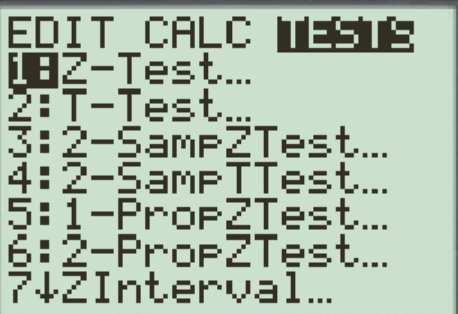 EDIT CALC TESTS
1:Z-Test…
2:T-Test…
3:2-SampZTest…
4:2-SampTTest…
5:1-PropZTest…
6:2-PropZTest…
7↓ZInterval…